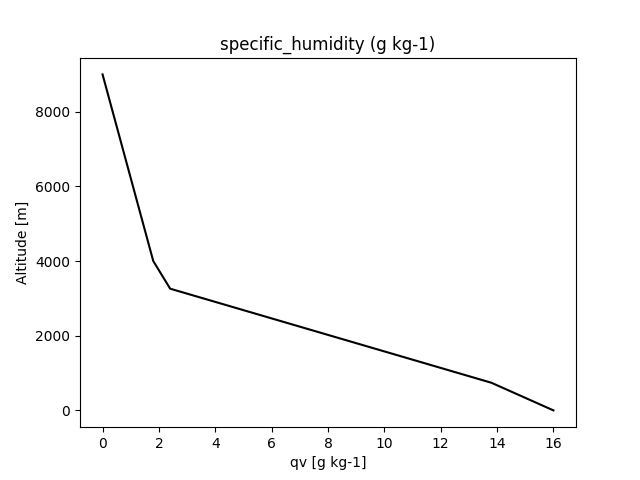 specific_humidity (g kg-1)
8000
6000
4000
2000
0
Altitude [m]
0 2 4 6 8 10 12 14 16
qv [g kg-1]